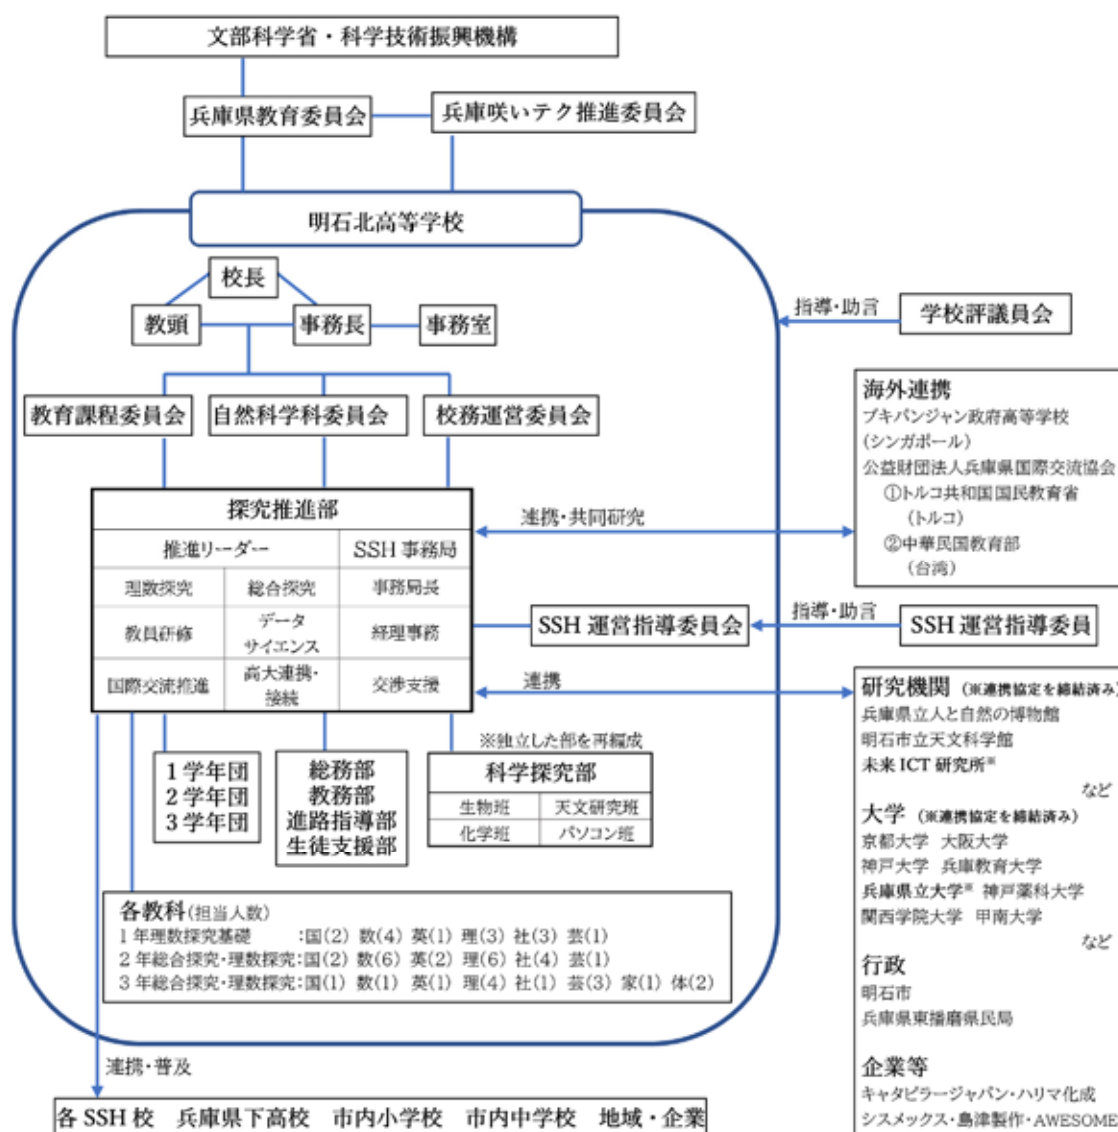 文部科学省・科学技術振興機構
兵庫県教育委員会
兵庫咲いテク推進委員会
明石北高等学校
校長
教頭
事務長
事務室
指導・助言
学校評議員会
教育課程委員会
自然科学科委員会
校務運営委員会
海外連携
ブキパンジャン政府高等学校
(シンガポール)
公益財団法人兵庫県国際交流協会
①トルコ共和国国民教育省
(トルコ)
②中華民国教育部
(台湾)
探究推進部
推進リーダー
SSH 事務局
理数探究
総合探究
事務局長
教員研修
データ
サイエンス
経理事務
国際交流推進
高大連携・
接続
交渉支援
連携・共同研究
SSH 運営指導委員会
指導・助言
SSH 運営指導委員
連携
研究機関 (※連携協定を締結済み)
兵庫県立人と自然の博物館
明石市立天文科学館
未来 ICT 研究所※
など
大学 (※連携協定を締結済み)
京都大学 大阪大学
神戸大学 兵庫教育大学
兵庫県立大学※ 神戸薬科大学
関西学院大学 甲南大学
など
行政
明石市
兵庫県東播磨県民局
企業等
キャタピラージャパン・ハリマ化成
シスメックス・島津製作・AWESOME
1 学年団
2 学年団
3 学年団
総務部
教務部
進路指導部
生徒支援部
※独立した部を再編成
科学探究部
生物班
天文研究班
化学班
パソコン班
各教科(担当人数)
1 年理数探究基礎 :国(2) 数(4) 英(1) 理(3) 社(3) 芸(1)
2 年総合探究・理数探究:国(2) 数(6) 英(2) 理(6) 社(4) 芸(1)
3 年総合探究・理数探究:国(1) 数(1) 英(1) 理(4) 社(1) 芸(3) 家(1) 体(2)
連携・普及
各 SSH 校 兵庫県下高校 市内小学校 市内中学校 地域・企業